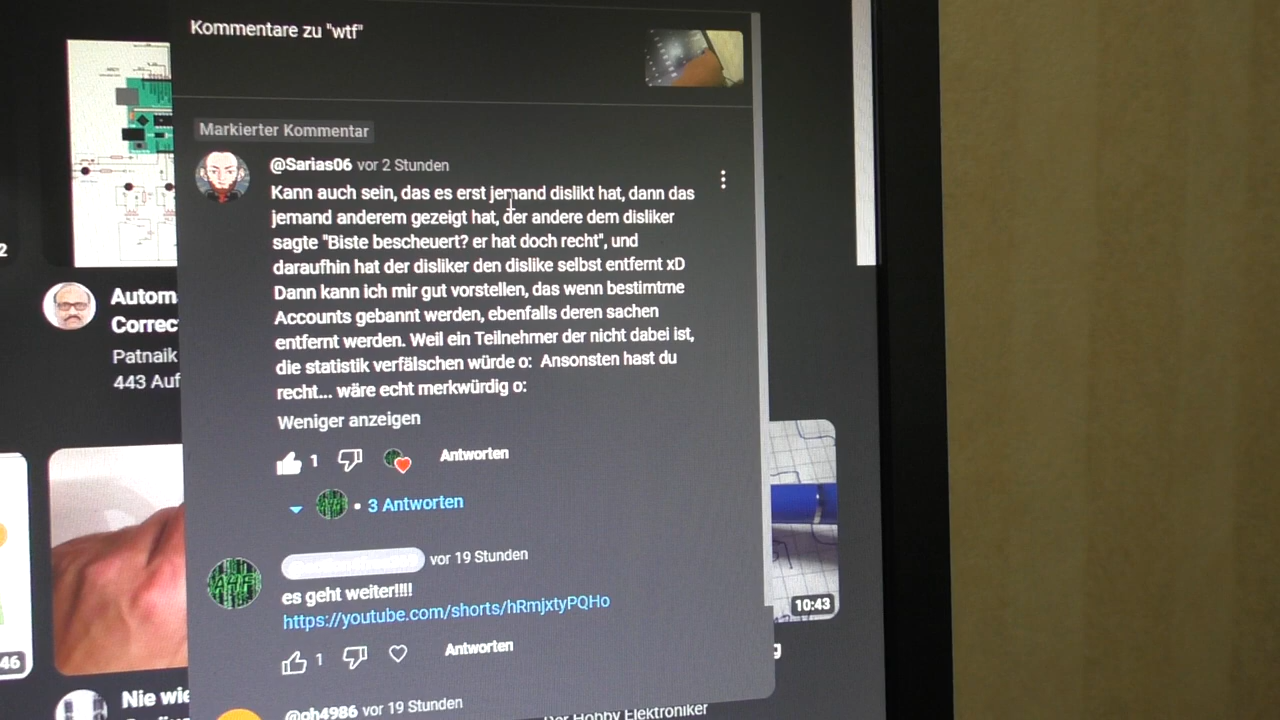 Kommentare zu "wtf"
Markierter Kommentar
@Sarias06 vor 2 Stunden
Kann auch sein, das es erst jemand dislikt hat, dann das
jemand anderem gezeigt hat, der andere dem disliker
sagte "Biste bescheuert? er hat doch recht", und
daraufhin hat der disliker den dislike selbst entfernt xD
Dann kann ich mir gut vorstellen, das wenn bestimtme
Accounts gebannt werden, ebenfalls deren sachen
entfernt werden. Weil ein Teilnehmer der nicht dabei ist,
die statistik verfälschen würde o: Ansonsten hast du
recht... wäre echt merkwürdig o:
Weniger anzeigen
1 Antworten
A4F • 3 Antworten
A4F vor 19 Stunden
es geht weiter!!!!
https://youtube.com/shorts/hRmjxtyPQHo
1 Antworten
@gh4986 vor 19 Stunden
2
Autom
Correc
Patnaik
443 Auf
46
Nie wie
10:43
g
Der Hobby Elektroniker